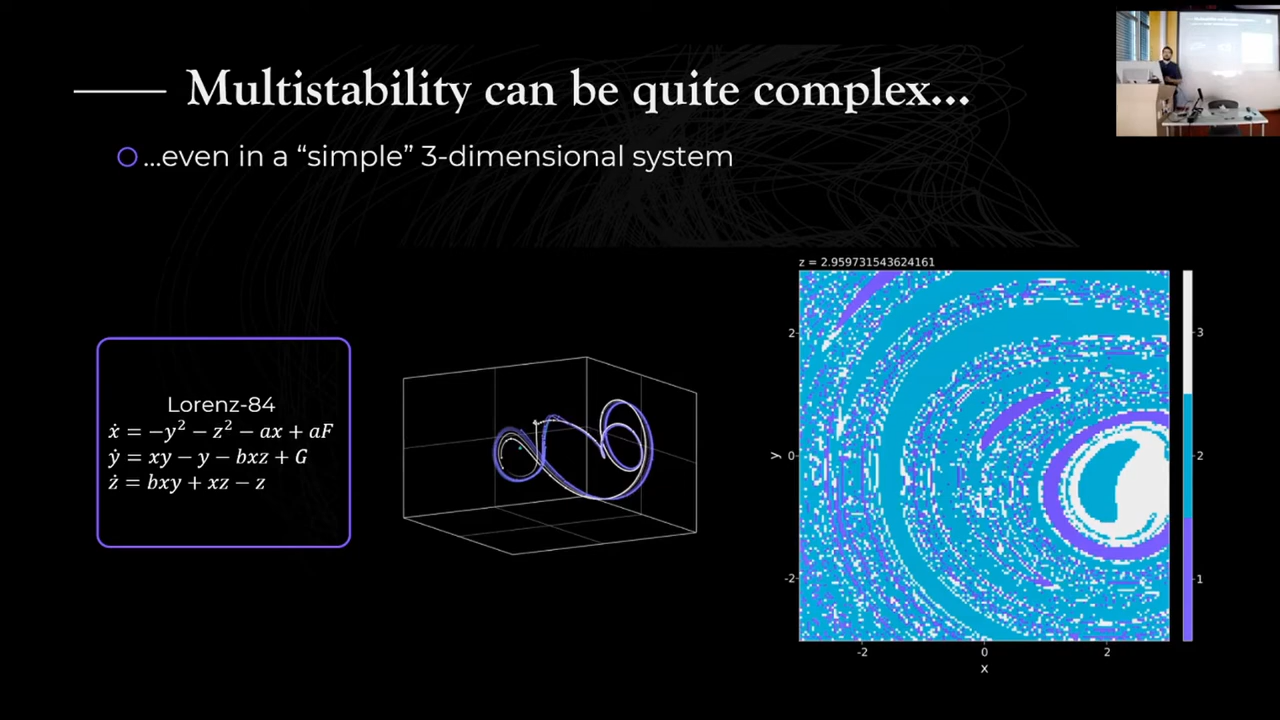 Multistability can be quite complex...
...even in a “simple” 3-dimensional system
Lorenz-84
ẋ = −y² − z² − ax + aF
ẏ = xy − y − bxz + G
ż = bxy + xz − z
z = 2.959731543624161
2
0
-2
y
-2
0
2
x
3
2
1